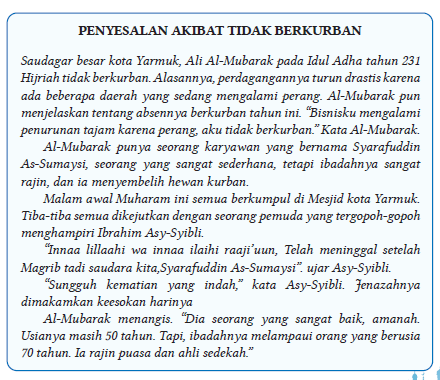 PENYESALAN AKIBAT TIDAK BERKURBAN
Saudagar besar kota Yarmuk, Ali Al-Mubarak pada Idul Adha tahun 231
Hijriah tidak berkurban. Alasannya, perdagangannya turun drastis karena
ada beberapa daerah yang sedang mengalami perang. Al-Mubarak pun
menjelaskan tentang absennya berkurban tahun ini. “Bisnisku mengalami
penurunan tajam karena perang, aku tidak berkurban.” Kata Al-Mubarak.
Al-Mubarak punya seorang karyawan yang bernama Syarafuddin
As-Sumaysi, seorang yang sangat sederhana, tetapi ibadahnya sangat
rajin, dan ia menyembelih hewan kurban.
Malam awal Muharam ini semua berkumpul di Mesjid kota Yarmuk.
Tiba-tiba semua dikejutkan dengan seorang pemuda yang tergopoh-gopoh
menghampiri Ibrahim Asy-Syibli.
“Innaa lillaahi wa innaa ilaihi raaji’uun, Telah meninggal setelah
Magrib tadi saudara kita,Syarafuddin As-Sumaysi”. ujar Asy-Syibli.
“Sungguh kematian yang indah,” kata Asy-Syibli. Jenazahnya
dimakamkan keesokan harinya
Al-Mubarak menangis. “Dia seorang yang sangat baik, amanah.
Usianya masih 50 tahun. Tapi, ibadahnya melampaui orang yang berusia
70 tahun. Ia rajin puasa dan ahli sedekah.”